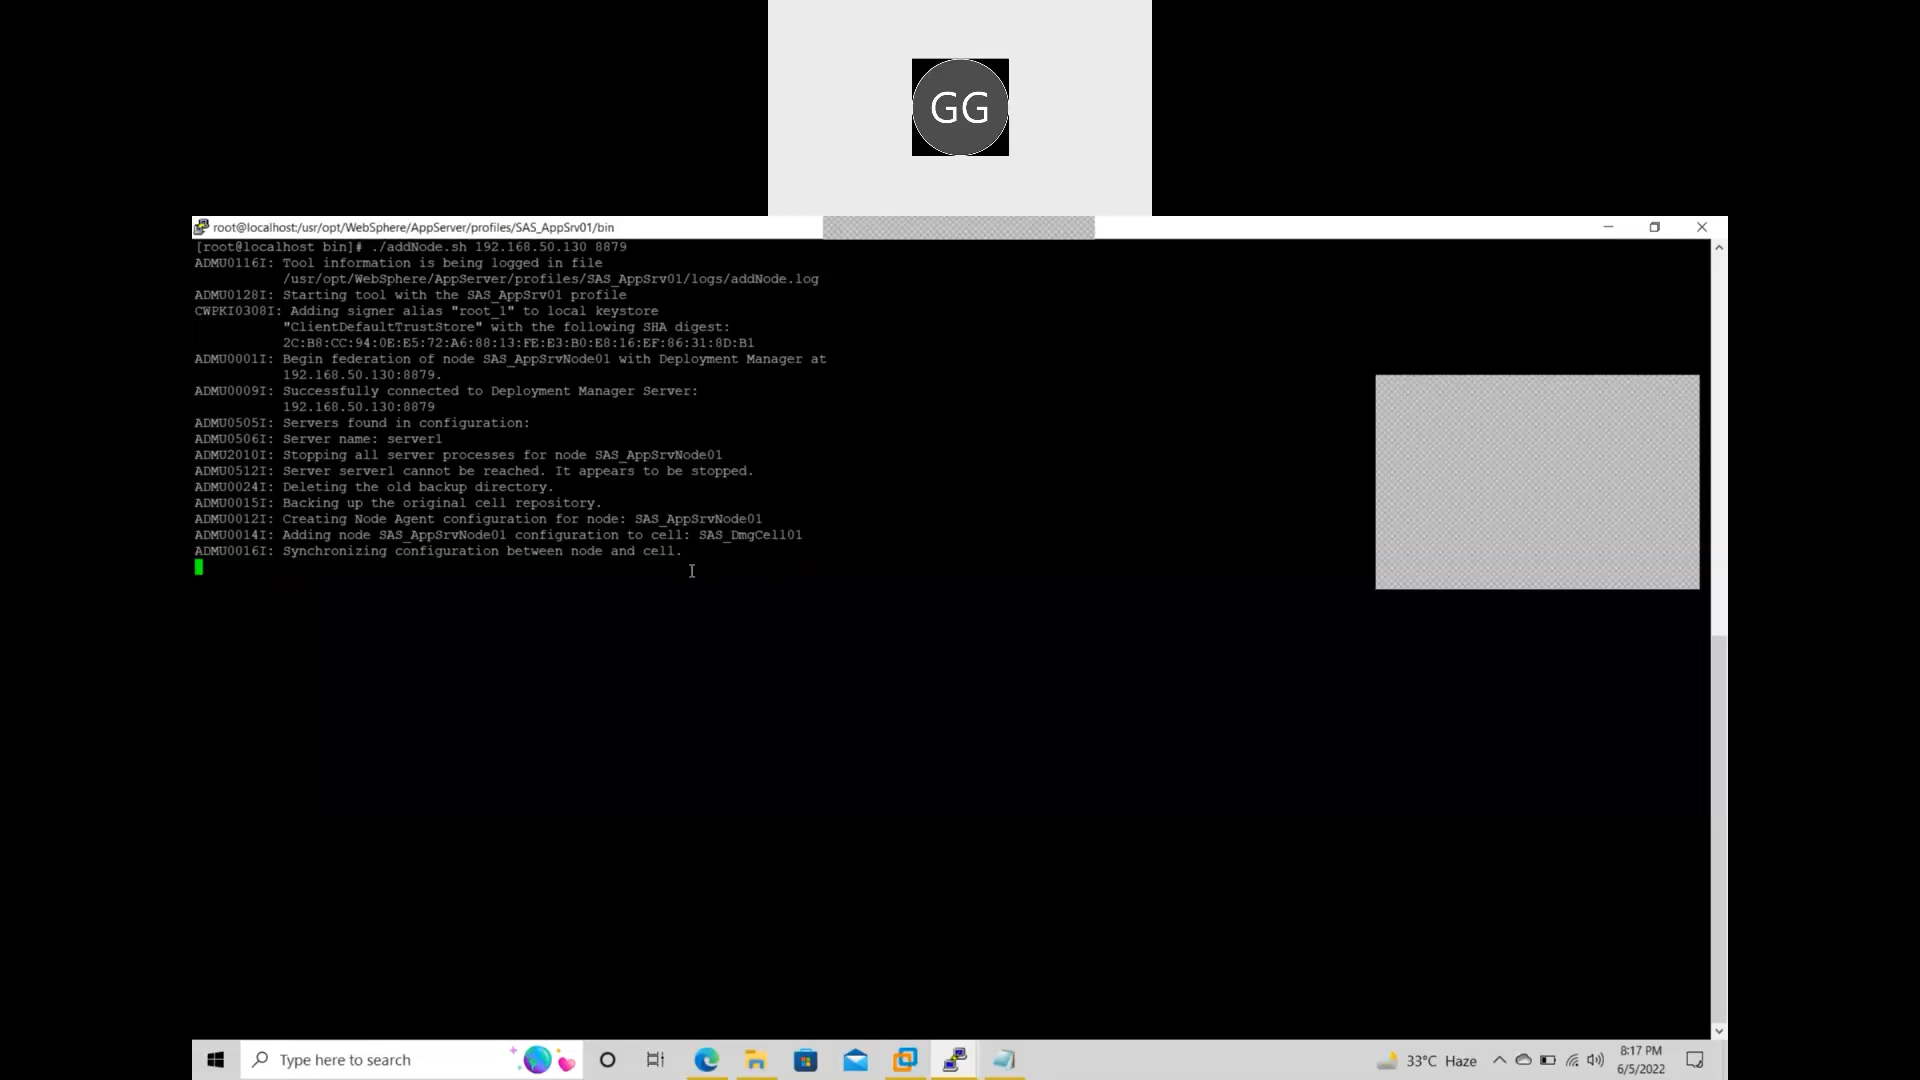 GG
root@localhost:/usr/opt/WebSphere/AppServer/profiles/SAS_AppSrv01/bin
[root@localhost bin]# ./addNode.sh 192.168.50.130 8879
ADMU0116I: Tool information is being logged in file
/usr/opt/WebSphere/AppServer/profiles/SAS_AppSrv01/logs/addNode.log
ADMU0128I: Starting tool with the SAS_AppSrv01 profile
CWPKI0308I: Adding signer alias "root_1" to local keystore
"ClientDefaultTrustStore" with the following SHA digest:
2C:B8:CC:94:0E:E5:72:A6:88:13:FE:E3:B0:E8:16:EF:86:31:8D:B1
ADMU0001I: Begin federation of node SAS_AppSrvNode01 with Deployment Manager at
192.168.50.130:8879.
ADMU0009I: Successfully connected to Deployment Manager Server:
192.168.50.130:8879
ADMU0505I: Servers found in configuration:
ADMU0506I: Server name: server1
ADMU2010I: Stopping all server processes for node SAS_AppSrvNode01
ADMU0512I: Server server1 cannot be reached. It appears to be stopped.
ADMU0024I: Deleting the old backup directory.
ADMU0015I: Backing up the original cell repository.
ADMU0012I: Creating Node Agent configuration for node: SAS_AppSrvNode01
ADMU0014I: Adding node SAS_AppSrvNode01 configuration to cell: SAS_DmgCell01
ADMU0016I: Synchronizing configuration between node and cell.
Type here to search
33°C Haze
8:17 PM
6/5/2022